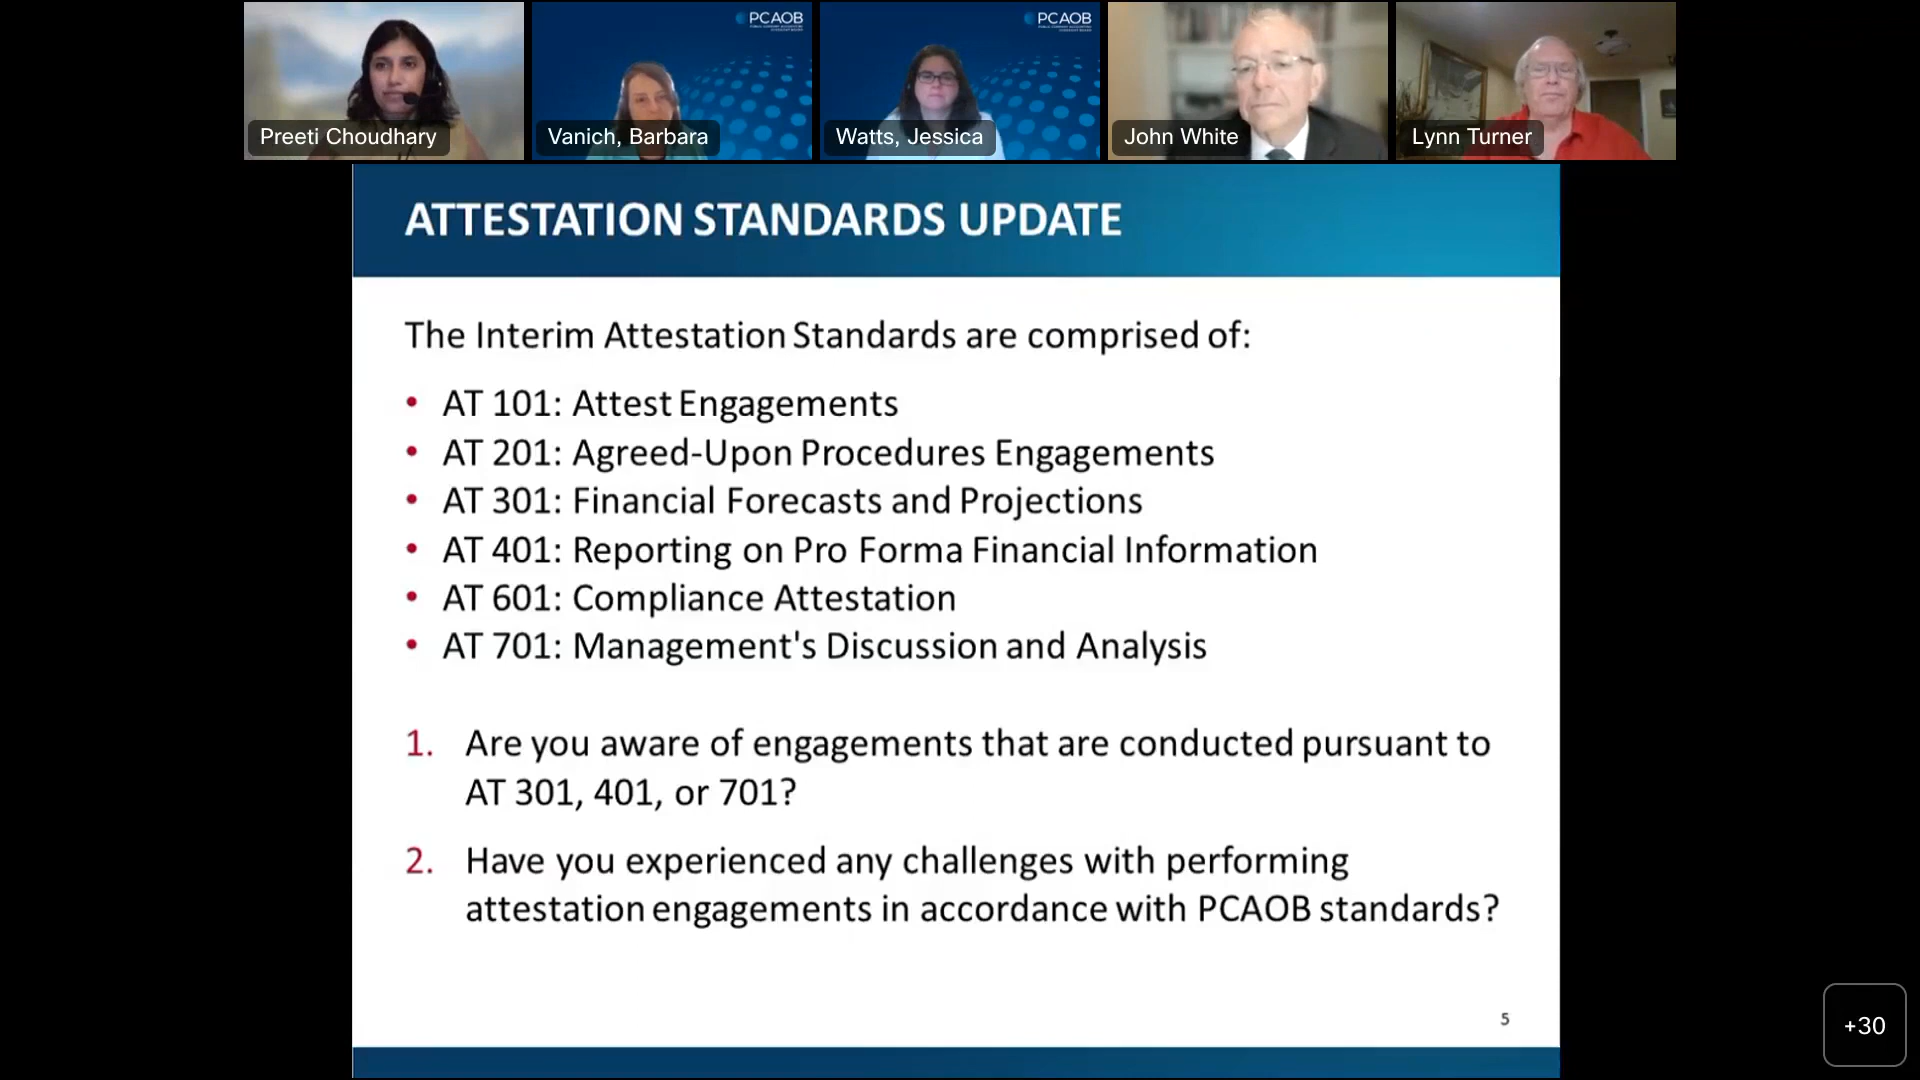 PCAOB
PCAOB
Preeti Choudhary
Vanich, Barbara
Watts, Jessica
John White
Lynn Turner
ATTESTATION STANDARDS UPDATE
The Interim Attestation Standards are comprised of:
• AT 101: Attest Engagements
• AT 201: Agreed-Upon Procedures Engagements
• AT 301: Financial Forecasts and Projections
• AT 401: Reporting on Pro Forma Financial Information
• AT 601: Compliance Attestation
• AT 701: Management's Discussion and Analysis
1. Are you aware of engagements that are conducted pursuant to
AT 301, 401, or 701?
2. Have you experienced any challenges with performing
attestation engagements in accordance with PCAOB standards?
5
+30